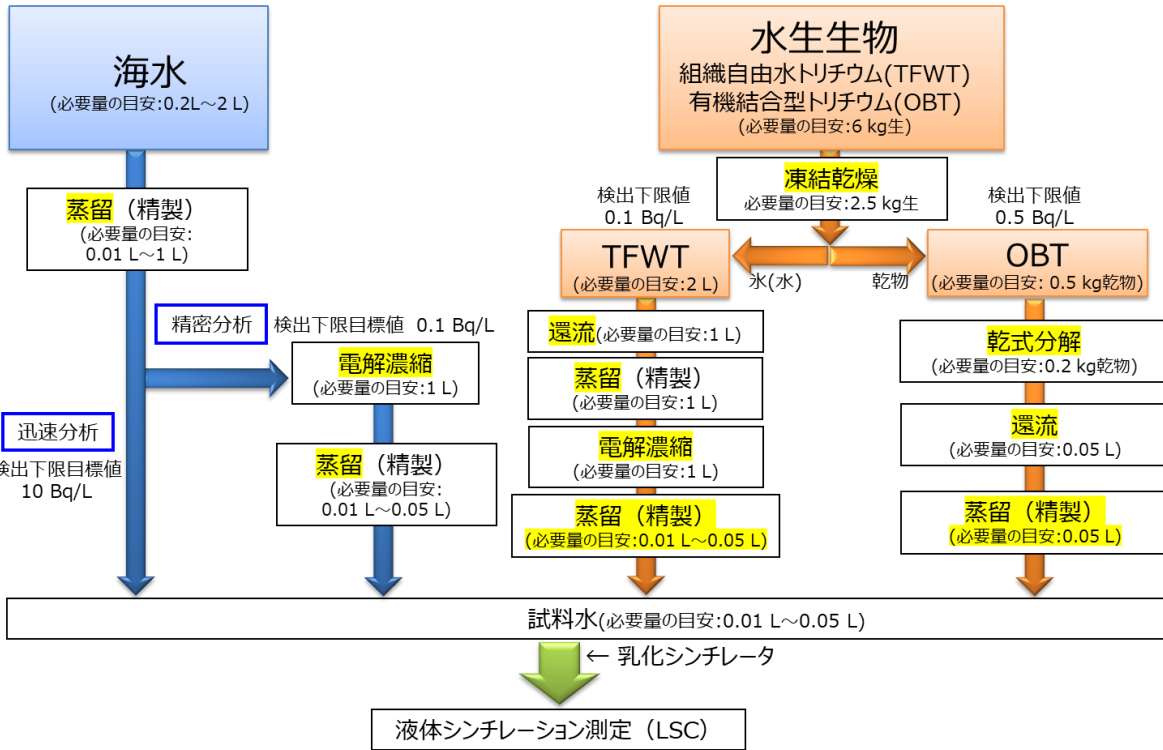 海水
(必要量の目安:0.2L～2 L)
蒸留（精製）
(必要量の目安:
0.01 L～1 L)
精密分析
検出下限目標値 0.1 Bq/L
電解濃縮
(必要量の目安:1 L)
迅速分析
検出下限目標値
10 Bq/L
蒸留（精製）
(必要量の目安:
0.01 L～0.05 L)
水生生物
組織自由水トリチウム(TFWT)
有機結合型トリチウム(OBT)
(必要量の目安:6 kg生)
凍結乾燥
必要量の目安:2.5 kg生
検出下限値
0.1 Bq/L
検出下限値
0.5 Bq/L
TFWT
(必要量の目安:2 L)
氷(水)
乾物
OBT
(必要量の目安: 0.5 kg乾物)
還流(必要量の目安:1 L)
蒸留（精製）
(必要量の目安:1 L)
電解濃縮
(必要量の目安:1 L)
蒸留（精製）
(必要量の目安:0.01 L～0.05 L)
乾式分解
(必要量の目安:0.2 kg乾物)
還流
(必要量の目安:0.05 L)
蒸留（精製）
(必要量の目安:0.05 L)
試料水(必要量の目安:0.01 L～0.05 L)
← 乳化シンチレータ
液体シンチレーション測定（LSC）